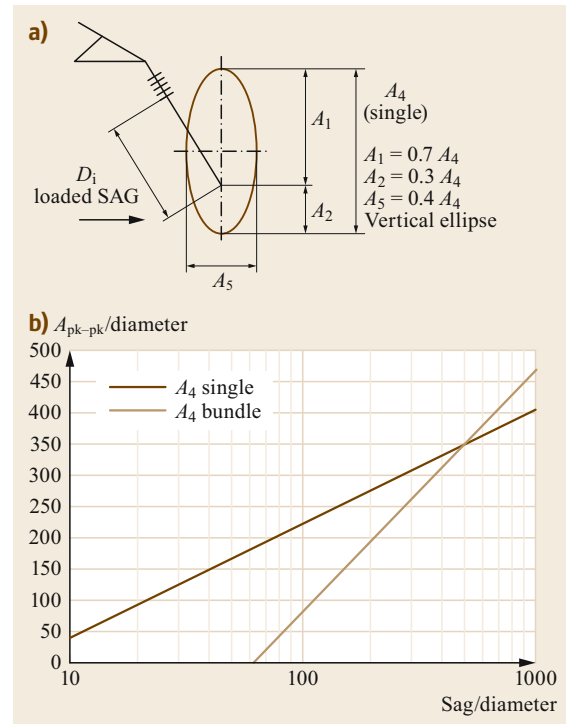 a)
A4
(single)
A1
Di
loaded SAG
A1 = 0.7 A4
A2 = 0.3 A4
A5 = 0.4 A4
Vertical ellipse
A2
A5
b) Apk–pk/diameter
500
450
400
350
300
250
200
150
100
50
0
A4 single
A4 bundle
10
100
1000
Sag/diameter